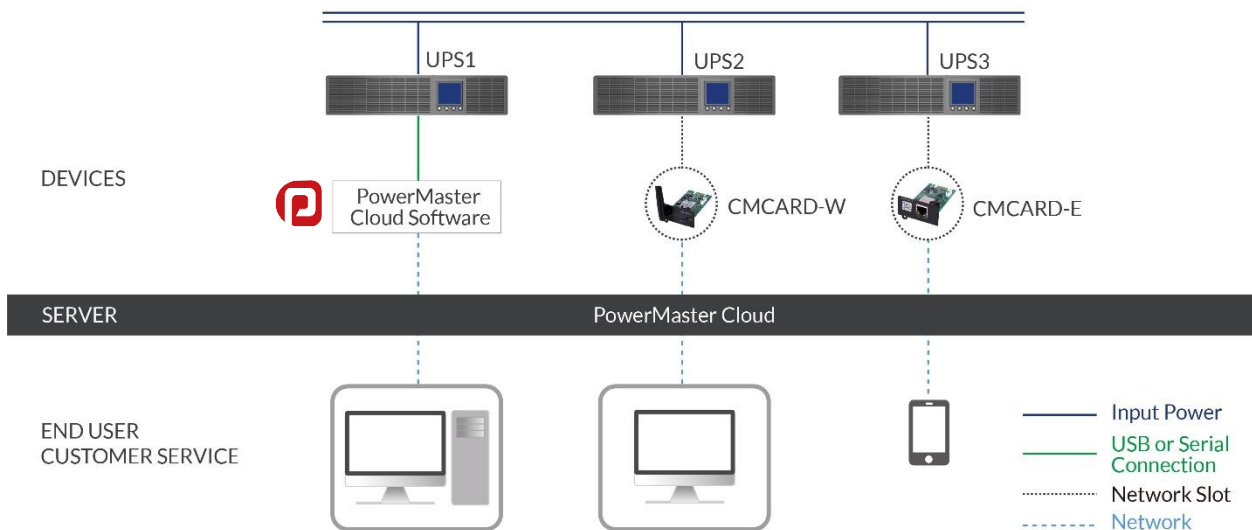 UPS1
UPS2
UPS3
DEVICES
PowerMaster
Cloud Software
CMCARD-W
CMCARD-E
SERVER
PowerMaster Cloud
END USER
CUSTOMER SERVICE
Input Power
USB or Serial
Connection
Network Slot
Network